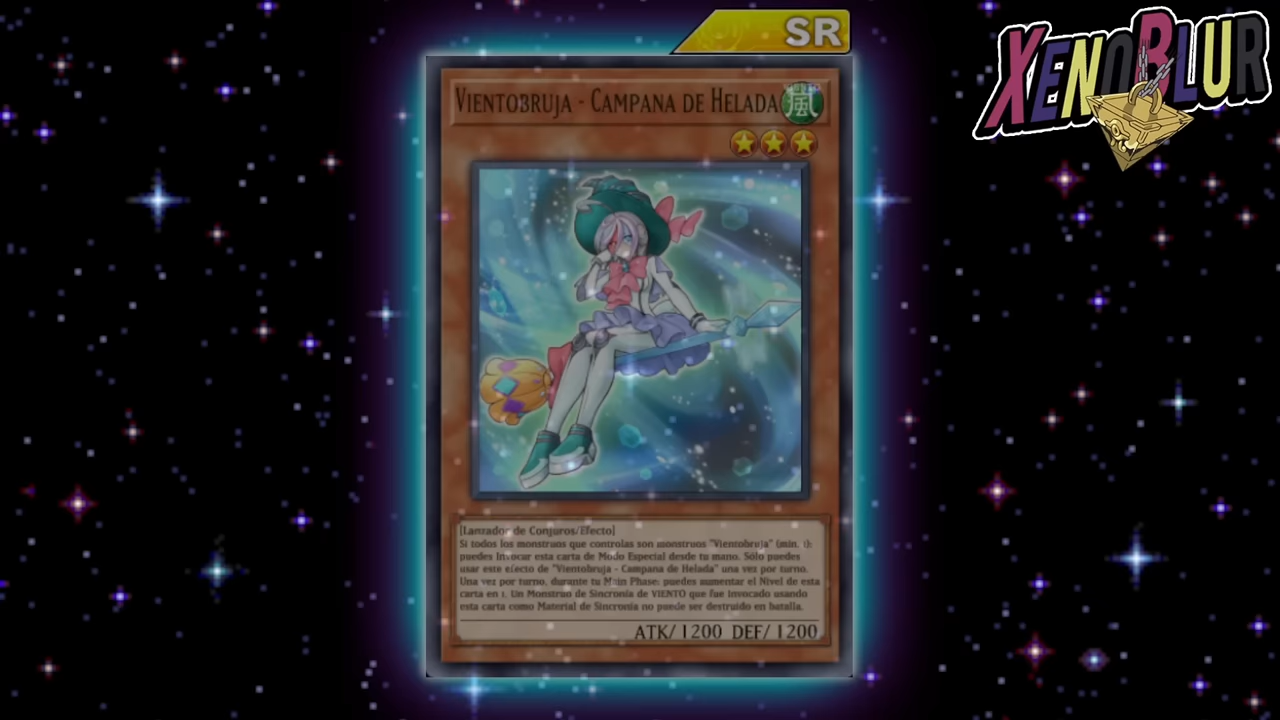 SR
XENOBLUR
VIENTOBRUJA - CAMPANA DE HELADA
風
[Lanzador de Conjuros/Efecto]
Si todos los monstruos que controlas son monstruos "Vientobruja" (min. 1):
puedes Invocar esta carta de Modo Especial desde tu mano. Sólo puedes
usar este efecto de "Vientobruja - Campana de Helada" una vez por turno.
Una vez por turno, durante tu Main Phase: puedes aumentar el Nivel de esta
carta en 1. Un Monstruo de Sincronía de VIENTO que fue Invocado usando
esta carta como Material de Sincronía no puede ser destruido en batalla.
ATK/ 1200 DEF/ 1200